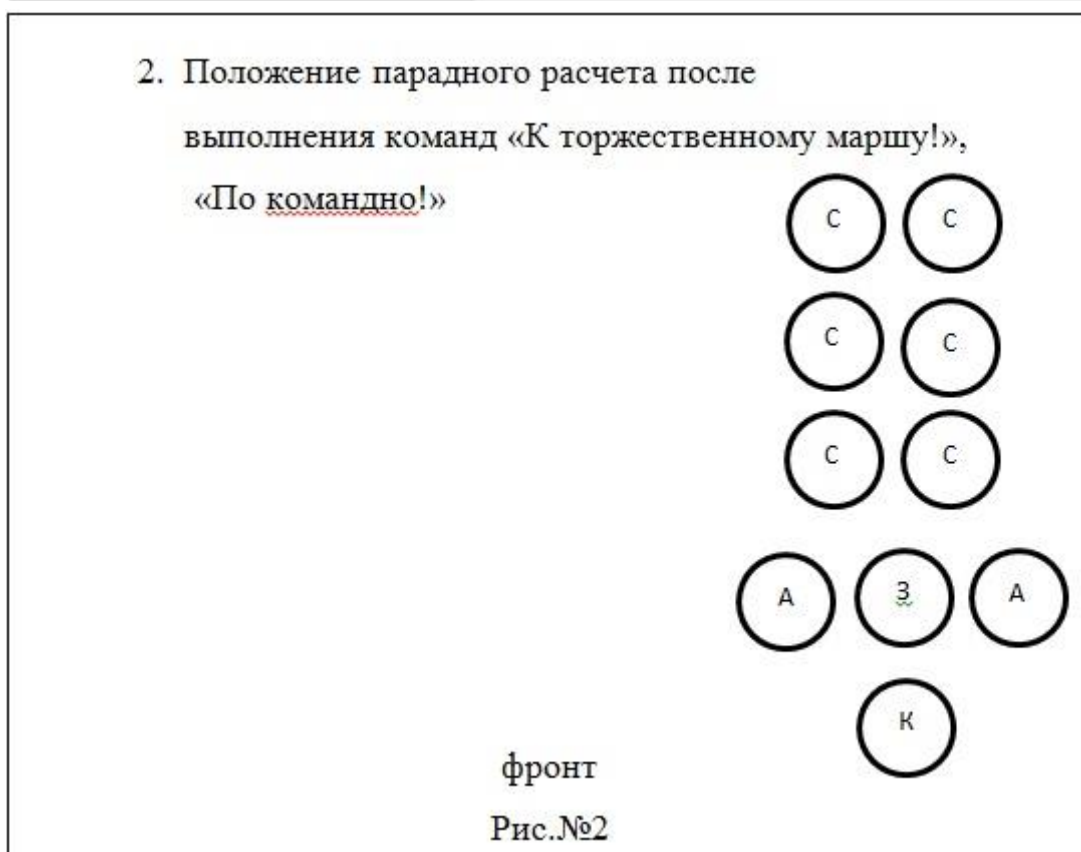 2. Положение парадного расчета после
выполнения команд «К торжественному маршу!»,
«По командно!»
С С
С С
С С
А З А
К
фронт
Рис.№2